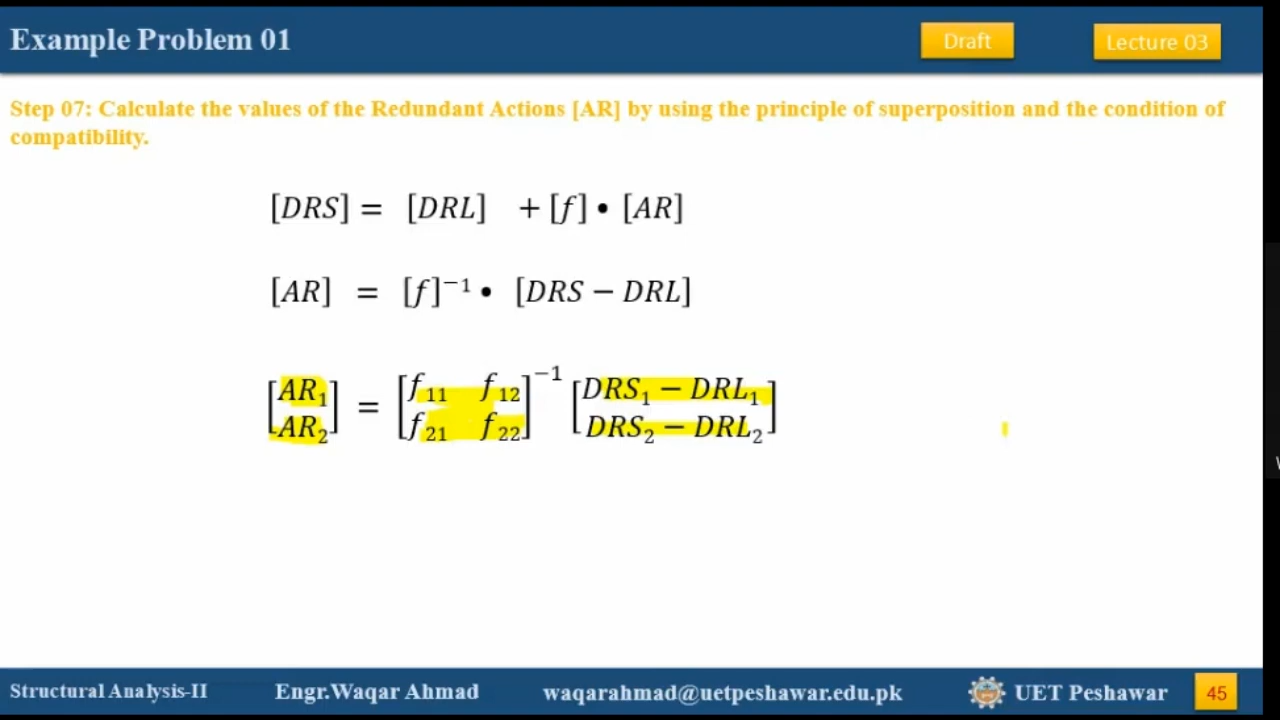 Example Problem 01
Draft
Lecture 03
Step 07: Calculate the values of the Redundant Actions [AR] by using the principle of superposition and the condition of
compatibility.
[DRS] = [DRL] + [f] • [AR]
[AR] = [f]⁻¹ • [DRS − DRL]
[AR₁] = [f₁₁ f₁₂]⁻¹ [DRS₁ − DRL₁]
[AR₂] [f₂₁ f₂₂] [DRS₂ − DRL₂]
Structural Analysis-II
Engr.Waqar Ahmad
waqarahmad@uetpeshawar.edu.pk
UET Peshawar
45